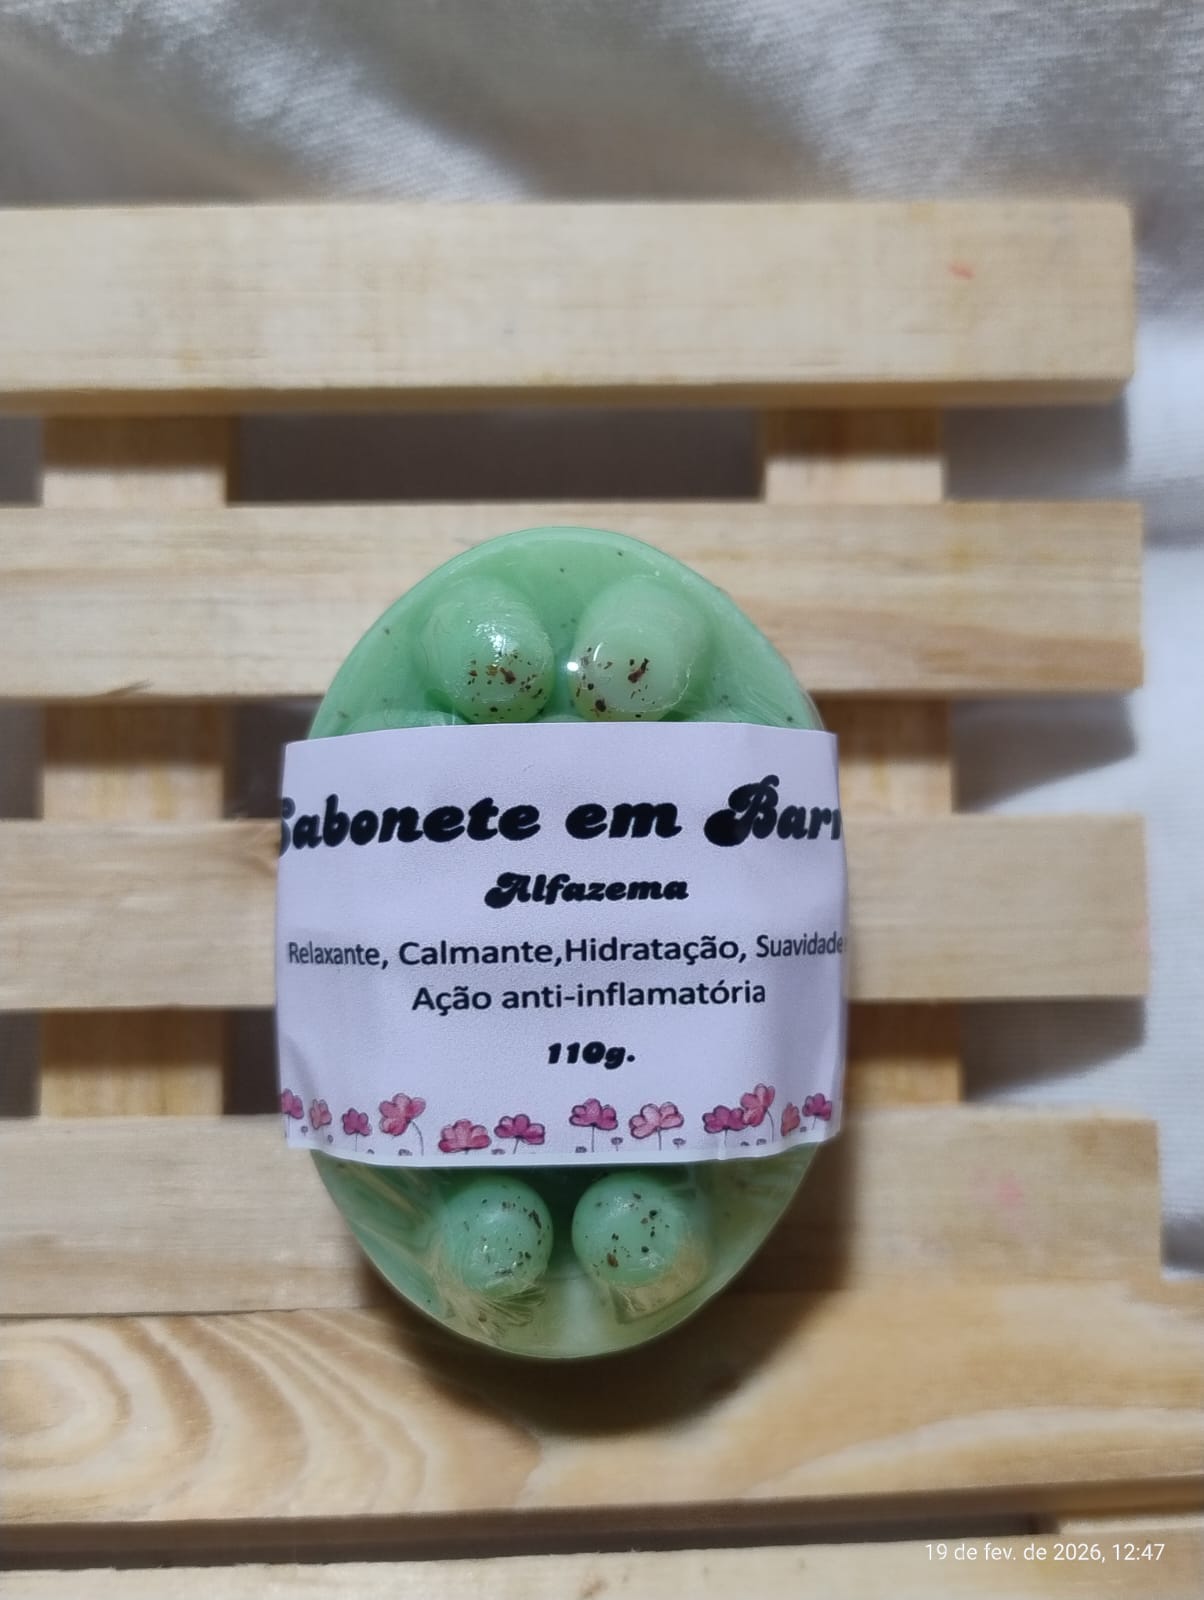 Sabonete em Barr
Alfazema
Relaxante, Calmante,Hidratação, Suavidade
Ação anti-inflamatória
110g.
19 de fev. de 2026, 12:47